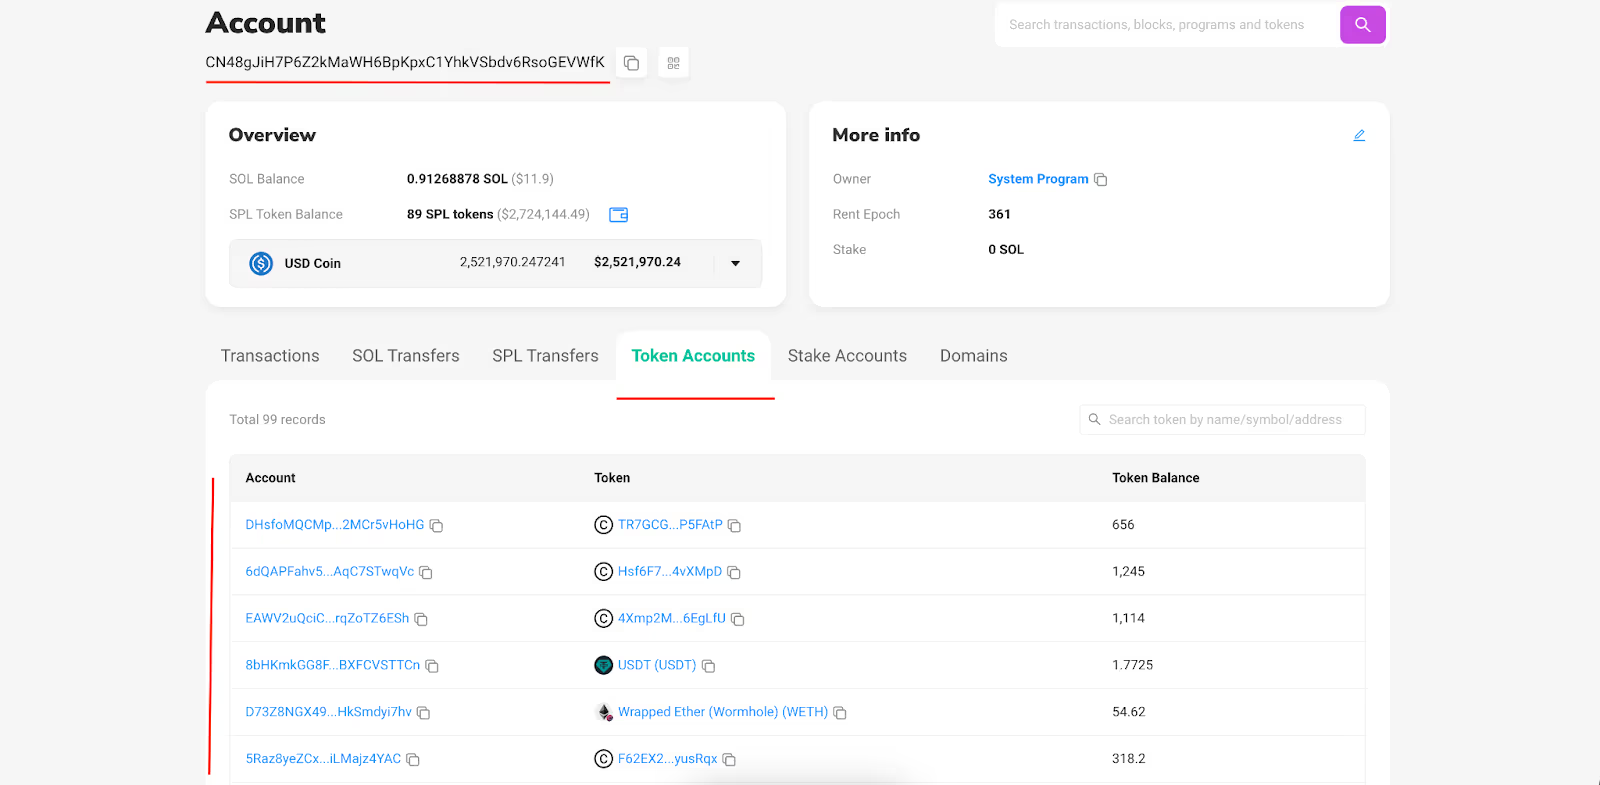 Account
Search transactions, blocks, programs and tokens
CN48gJiH7P6Z2kMaWH6BpKpxC1YhkVSbdv6RsoGEVWfK
Overview
SOL Balance 0.91268878 SOL ($11.9)
SPL Token Balance 89 SPL tokens ($2,724,144.49)
USD Coin 2,521,970.247241 $2,521,970.24
More info
Owner System Program
Rent Epoch 361
Stake 0 SOL
Transactions SOL Transfers SPL Transfers Token Accounts Stake Accounts Domains
Total 99 records
Search token by name/symbol/address
Account Token Token Balance
DHsfoMQCMp...2MCr5vHoHG TR7GCG...P5FAtP 656
6dQAPFahv5...AqC7STwqVc Hsf6F7...4vXMpD 1,245
EAWV2uQciC...rqZoTZ6ESh 4Xmp2M...6EgLfU 1,114
8bHKmkGG8F...BXFCVSTTCn USDT (USDT) 1.7725
D73Z8NGX49...HkSmdyi7hv Wrapped Ether (Wormhole) (WETH) 54.62
5Raz8yeZCx...iLMajz4YAC F62EX2...yusRqx 318.2